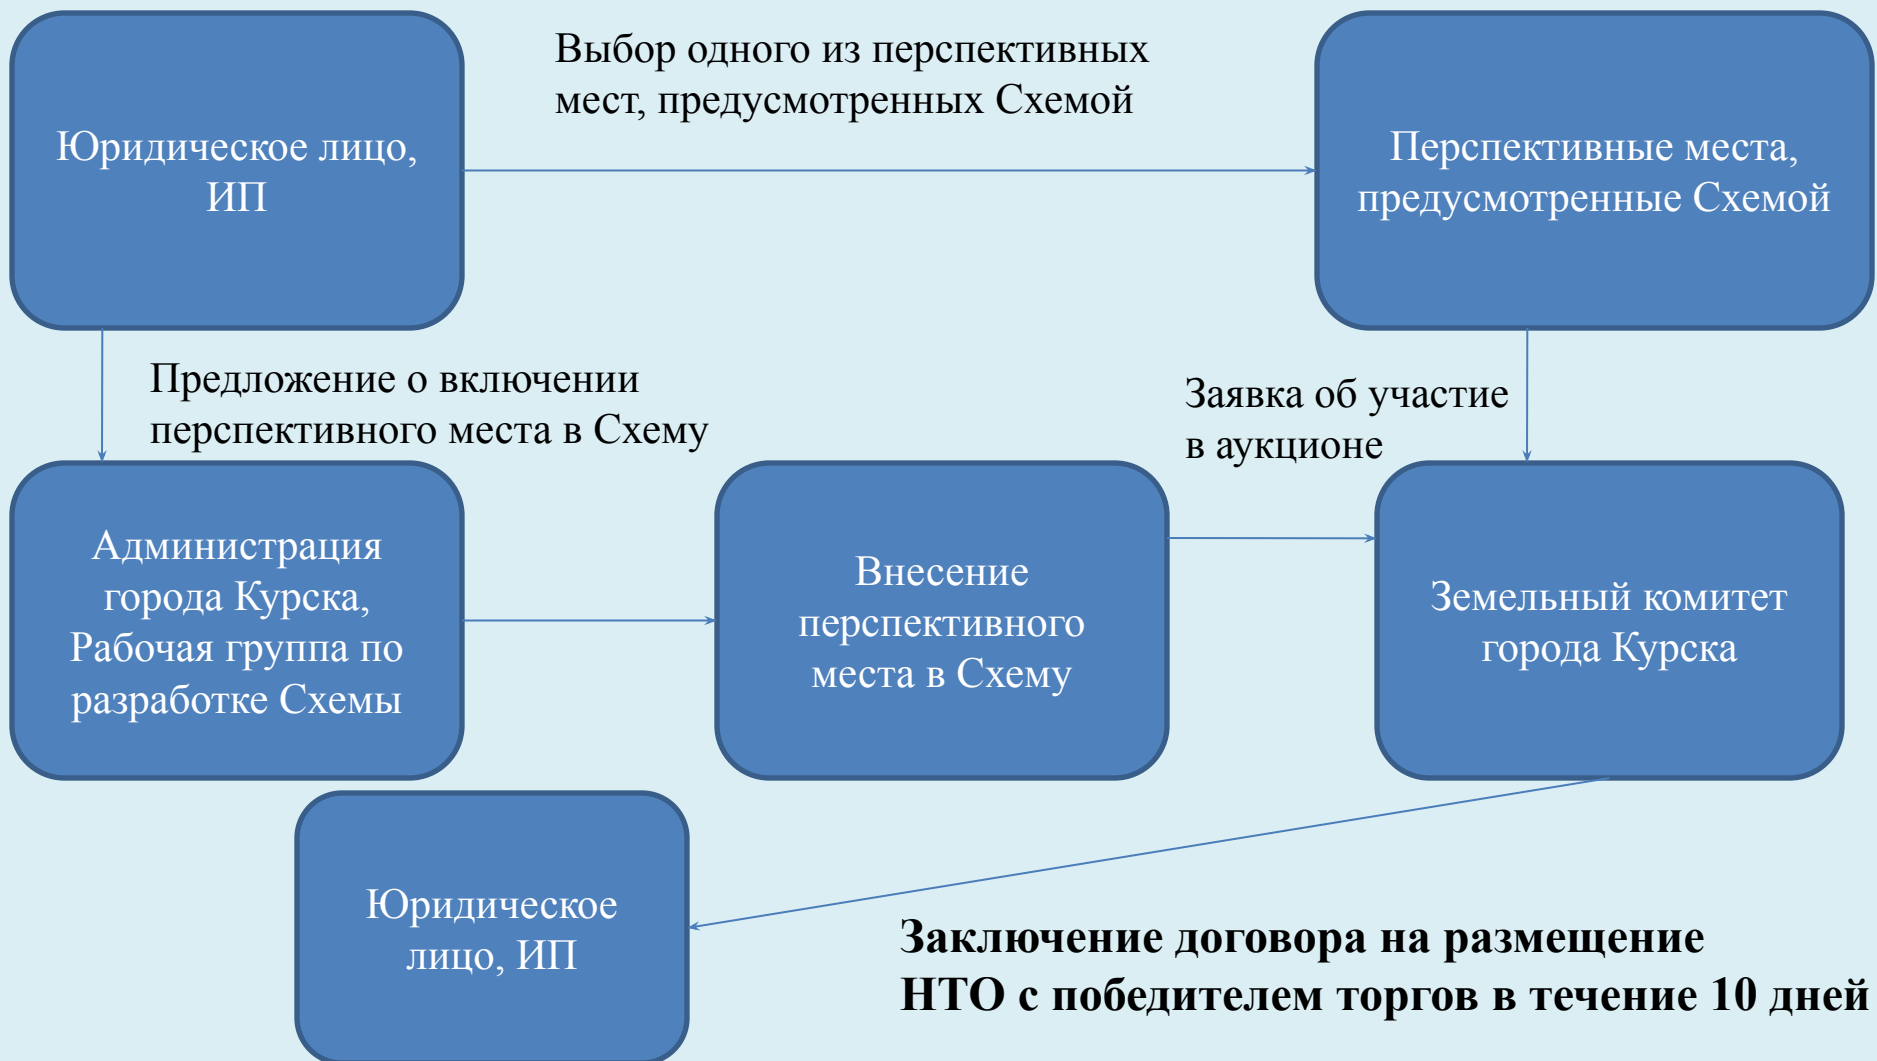 Юридическое лицо,
ИП
Выбор одного из перспективных
мест, предусмотренных Схемой
Перспективные места,
предусмотренные Схемой
Предложение о включении
перспективного места в Схему
Заявка об участие
в аукционе
Администрация
города Курска,
Рабочая группа по
разработке Схемы
Внесение
перспективного
места в Схему
Земельный комитет
города Курска
Юридическое
лицо, ИП
Заключение договора на размещение
НТО с победителем торгов в течение 10 дней